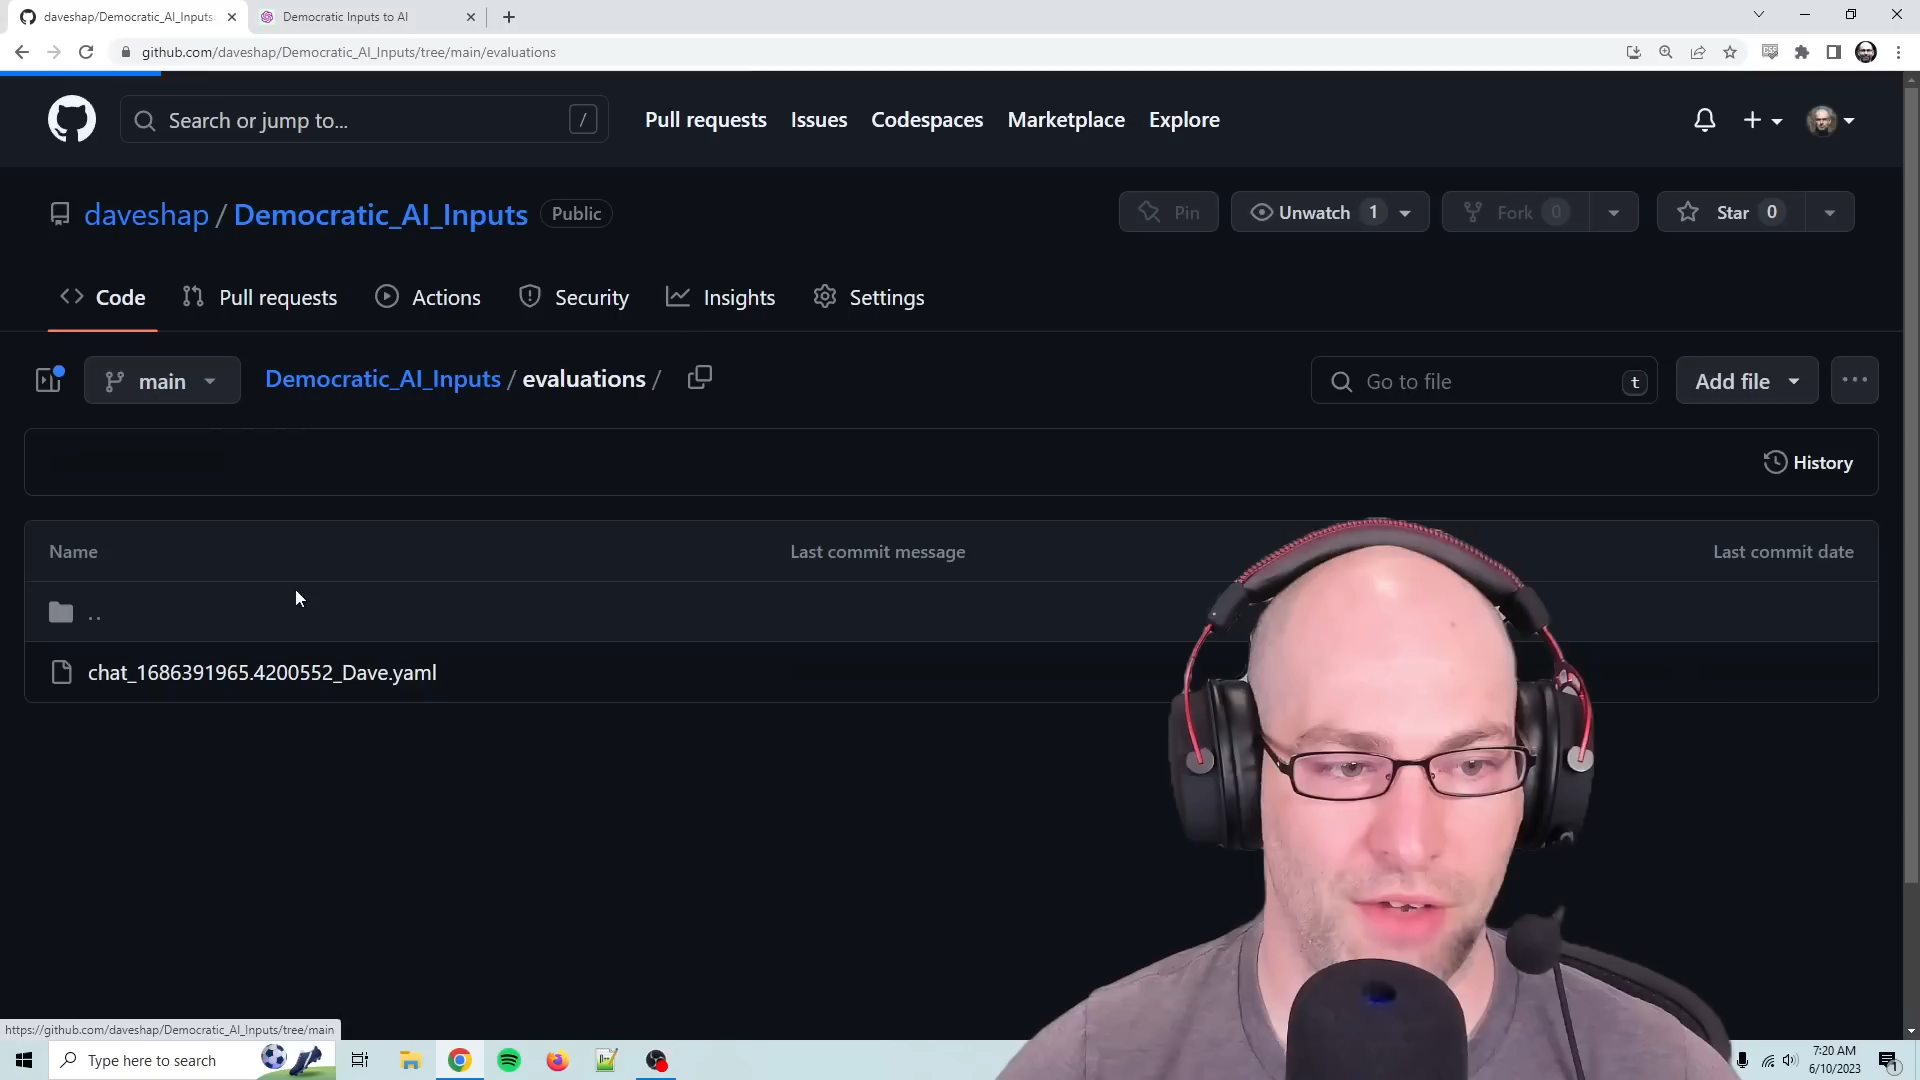 daveshap/Democratic_AI_Inputs
Democratic Inputs to AI
github.com/daveshap/Democratic_AI_Inputs/tree/main/evaluations
Search or jump to...
/
Pull requests
Issues
Codespaces
Marketplace
Explore
daveshap / Democratic_AI_Inputs
Public
Pin
Unwatch 1
Fork 0
Star 0
Code
Pull requests
Actions
Security
Insights
Settings
main
Democratic_AI_Inputs / evaluations /
Go to file
t
Add file
History
Name
Last commit message
Last commit date
..
chat_1686391965.4200552_Dave.yaml
https://github.com/daveshap/Democratic_AI_Inputs/tree/main
Type here to search
7:20 AM
6/10/2023
1